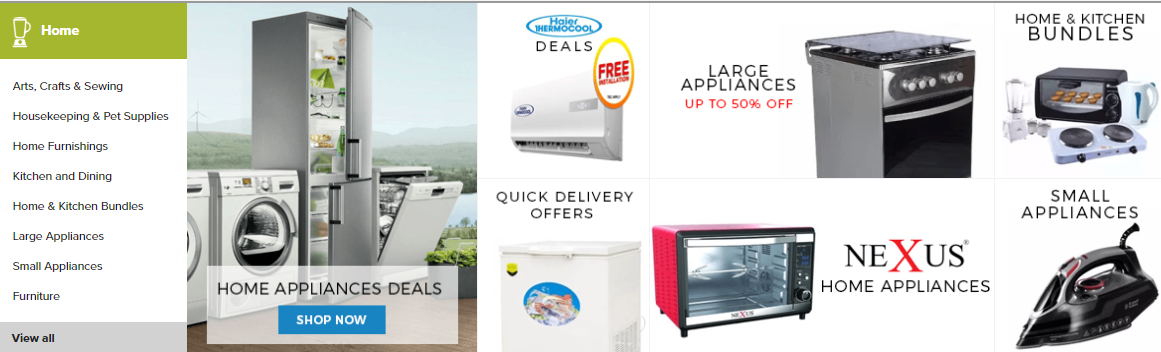 Home
Arts, Crafts & Sewing
Housekeeping & Pet Supplies
Home Furnishings
Kitchen and Dining
Home & Kitchen Bundles
Large Appliances
Small Appliances
Furniture
View all
HOME APPLIANCES DEALS
SHOP NOW
Haier
THERMOCOOL
DEALS
FREE
INSTALLATION
LARGE
APPLIANCES
UP TO 50% OFF
HOME & KITCHEN
BUNDLES
QUICK DELIVERY
OFFERS
NEXUS
NEXUS®
HOME APPLIANCES
SMALL
APPLIANCES